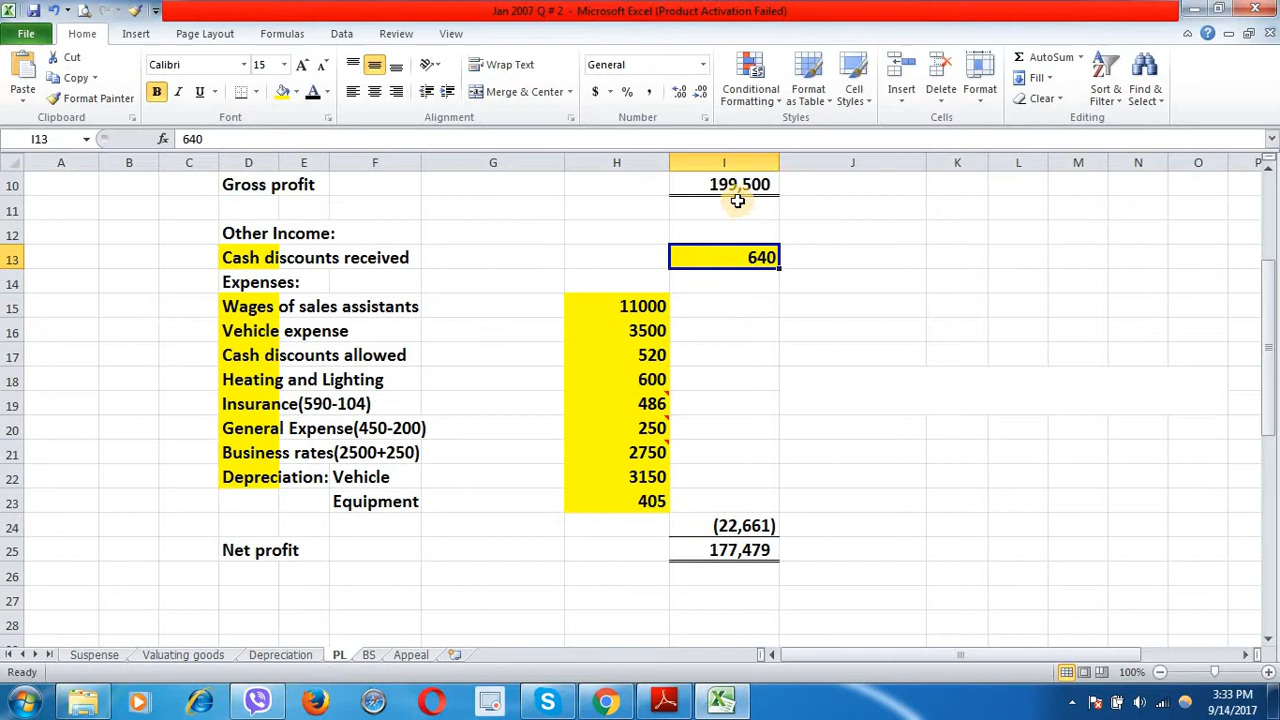 Jan 2007 Q # 2 - Microsoft Excel (Product Activation Failed)
File Home Insert Page Layout Formulas Data Review View
Paste Cut Copy Format Painter Clipboard
Calibri 15 B I U A Font
Wrap Text Merge & Center Alignment
General $ % , Number
Conditional Formatting Format as Table Cell Styles Styles
Insert Delete Format Cells
Σ AutoSum Fill Clear Sort & Filter Find & Select Editing
I13 fx 640
A B C D E F G H I J K L M N O P
10 Gross profit 199,500
11
12 Other Income:
13 Cash discounts received 640
14 Expenses:
15 Wages of sales assistants 11000
16 Vehicle expense 3500
17 Cash discounts allowed 520
18 Heating and Lighting 600
19 Insurance(590-104) 486
20 General Expense(450-200) 250
21 Business rates(2500+250) 2750
22 Depreciation: Vehicle 3150
23 Equipment 405
24 (22,661)
25 Net profit 177,479
26
27
28
Suspense Valuating goods Depreciation PL BS Appeal
Ready 100%
3:33 PM
9/14/2017